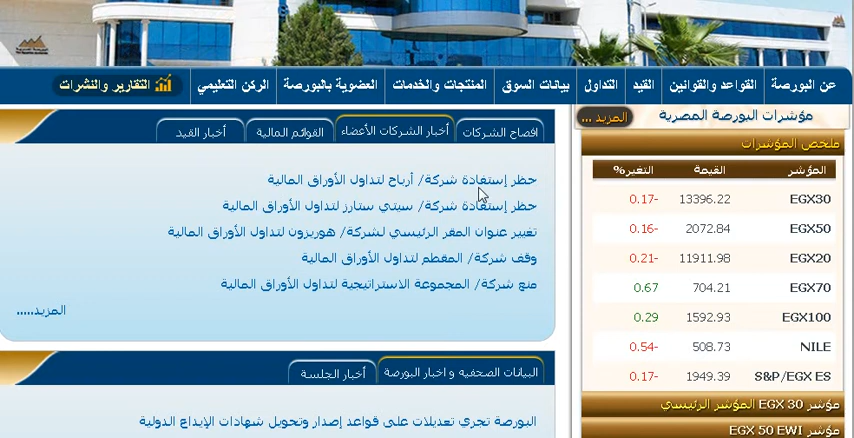 عن البورصة القواعد والقوانين القيد التداول بيانات السوق المنتجات والخدمات العضوية بالبورصة الركن التعليمي التقارير والنشرات
مؤشرات البورصة المصرية المزيد ...
ملخص المؤشرات
المؤشر القيمة التغير%
EGX30 13396.22 -0.17
EGX50 2072.84 -0.16
EGX20 11911.98 -0.21
EGX70 704.21 0.67
EGX100 1592.93 0.29
NILE 508.73 -0.54
S&P/EGX ES 1949.39 -0.17
مؤشر EGX 30 المؤشر الرئيسي
مؤشر EGX 50 EWI
افصاح الشركات أخبار الشركات الأعضاء القوائم المالية أخبار القيد
حظر إستفادة شركة/ أرباح لتداول الأوراق المالية
حظر إستفادة شركة/ سيتي ستارز لتداول الأوراق المالية
تغيير عنوان المقر الرئيسي لشركة/ هوريزون لتداول الأوراق المالية
وقف شركة/ المقطم لتداول الأوراق المالية
منع شركة/ المجموعة الاستراتيجية لتداول الأوراق المالية
المزيد.....
البيانات الصحفيه و اخبار البورصة أخبار الجلسة
البورصة تجري تعديلات على قواعد إصدار وتحويل شهادات الإيداع الدولية